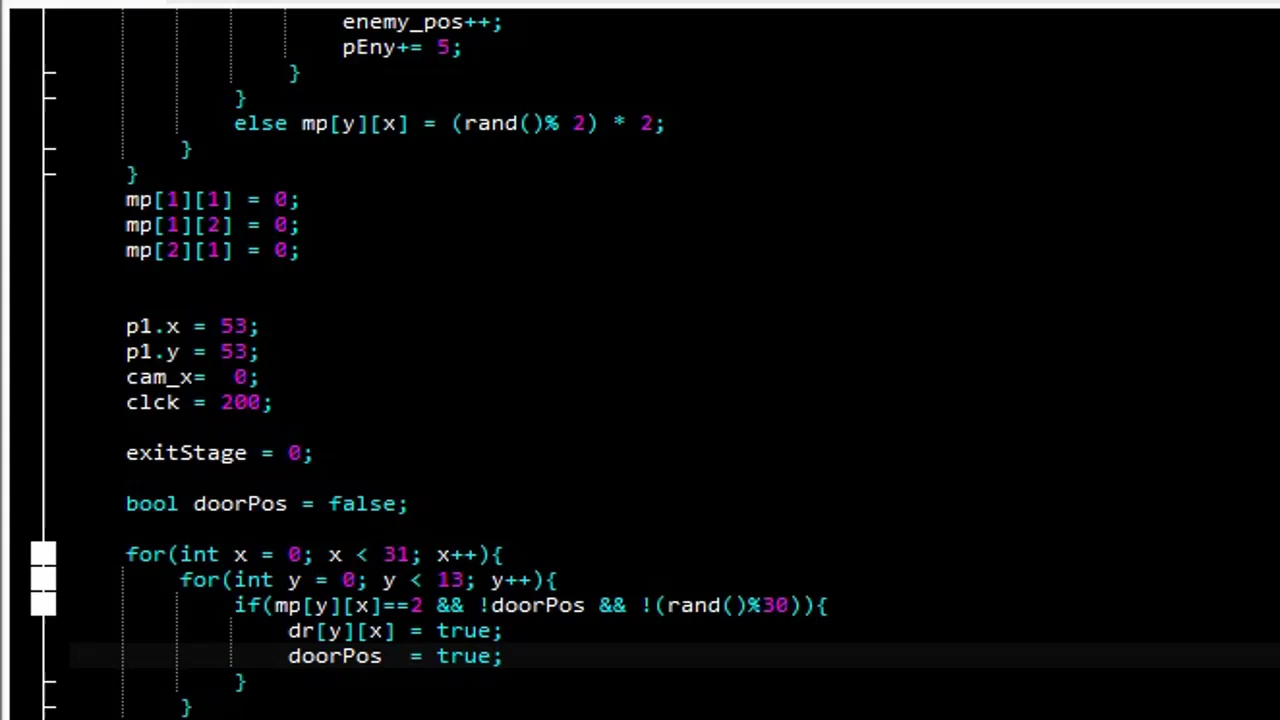 enemy_pos++;
pEny+= 5;
}
}
else mp[y][x] = (rand()% 2) * 2;
}
}
mp[1][1] = 0;
mp[1][2] = 0;
mp[2][1] = 0;
p1.x = 53;
p1.y = 53;
cam_x=  0;
clck = 200;
exitStage = 0;
bool doorPos = false;
for(int x = 0; x < 31; x++){
for(int y = 0; y < 13; y++){
if(mp[y][x]==2 && !doorPos && !(rand()%30)){
dr[y][x] = true;
doorPos  = true;
}
}